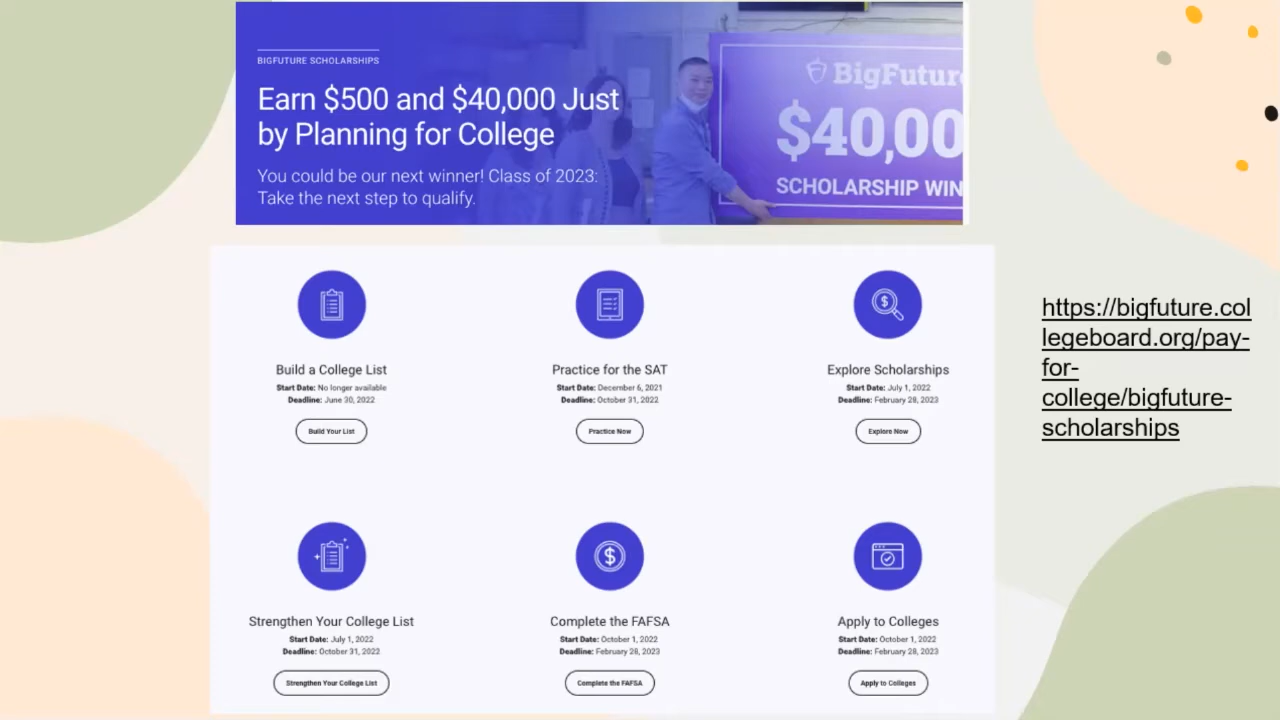 BIGFUTURE SCHOLARSHIPS
Earn $500 and $40,000 Just
by Planning for College
You could be our next winner! Class of 2023:
Take the next step to qualify.
BigFuture
$40,00
SCHOLARSHIP WIN
Build a College List
Start Date: No longer available
Deadline: June 30, 2022
Build Your List
Practice for the SAT
Start Date: December 6, 2021
Deadline: October 31, 2022
Practice Now
Explore Scholarships
Start Date: July 1, 2022
Deadline: February 28, 2023
Explore Now
Strengthen Your College List
Start Date: July 1, 2022
Deadline: October 31, 2022
Strengthen Your College List
Complete the FAFSA
Start Date: October 1, 2022
Deadline: February 28, 2023
Complete the FAFSA
Apply to Colleges
Start Date: October 1, 2022
Deadline: February 28, 2023
Apply to Colleges
https://bigfuture.col
legeboard.org/pay-
for-
college/bigfuture-
scholarships